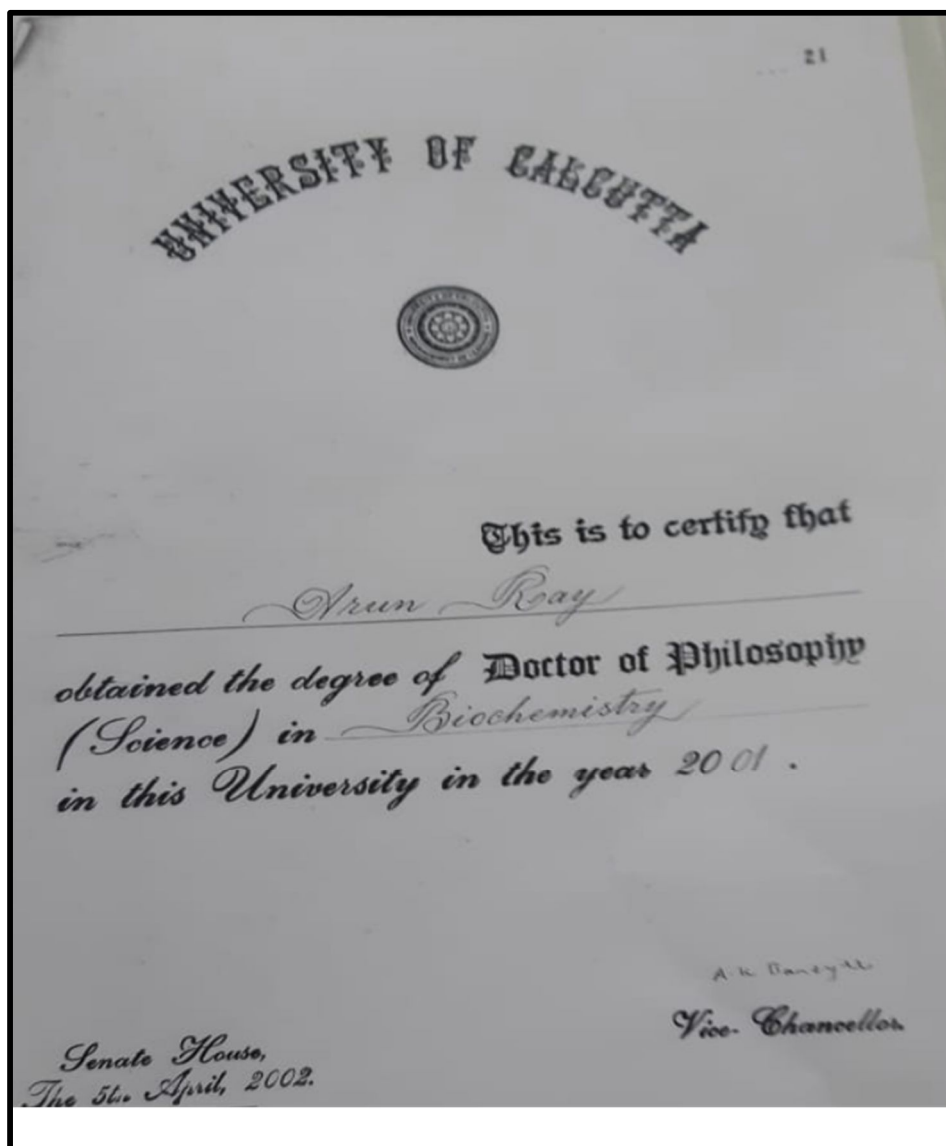 21
UNIVERSITY OF CALCUTTA
This is to certify that
Arun Ray
obtained the degree of Doctor of Philosophy
(Science) in Biochemistry
in this University in the year 2001.
Vice-Chancellor.
Senate House,
The 5th April, 2002.